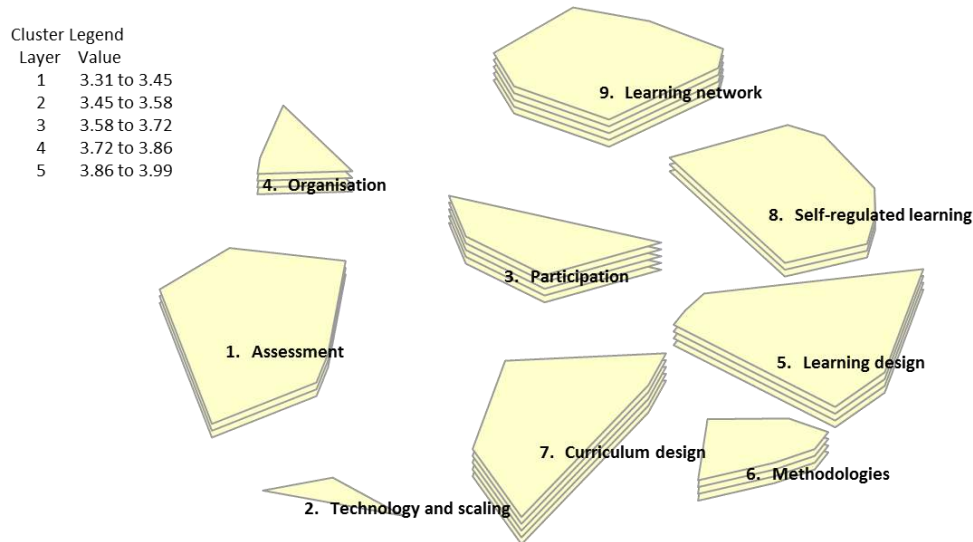 Cluster Legend
Layer Value
1 3.31 to 3.45
2 3.45 to 3.58
3 3.58 to 3.72
4 3.72 to 3.86
5 3.86 to 3.99
9. Learning network
4. Organisation
8. Self-regulated learning
3. Participation
1. Assessment
5. Learning design
7. Curriculum design
6. Methodologies
2. Technology and scaling